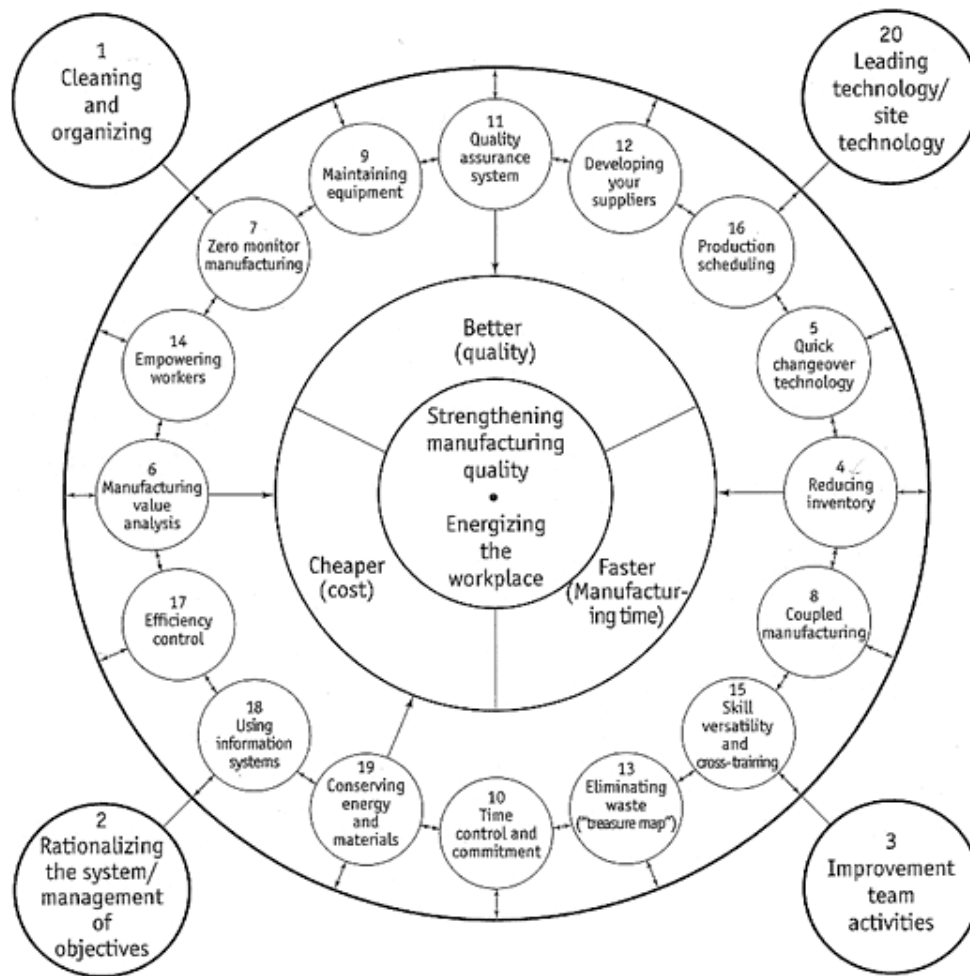 1
Cleaning
and
organizing
20
Leading
technology/
site
technology
11
Quality
assurance
system
9
Maintaining
equipment
12
Developing
your
suppliers
7
Zero monitor
manufacturing
16
Production
scheduling
14
Empowering
workers
5
Quick
changeover
technology
6
Manufacturing
value
analysis
4
Reducing
inventory
17
Efficiency
control
8
Coupled
manufacturing
18
Using
information
systems
15
Skill
versatility
and
cross-training
19
Conserving
energy
and
materials
10
Time
control and
commitment
13
Eliminating
waste
("treasure map")
Better
(quality)
Cheaper
(cost)
Faster
(Manufactur-
ing time)
Strengthening
manufacturing
quality
•
Energizing
the
workplace
2
Rationalizing
the system/
management
of
objectives
3
Improvement
team
activities